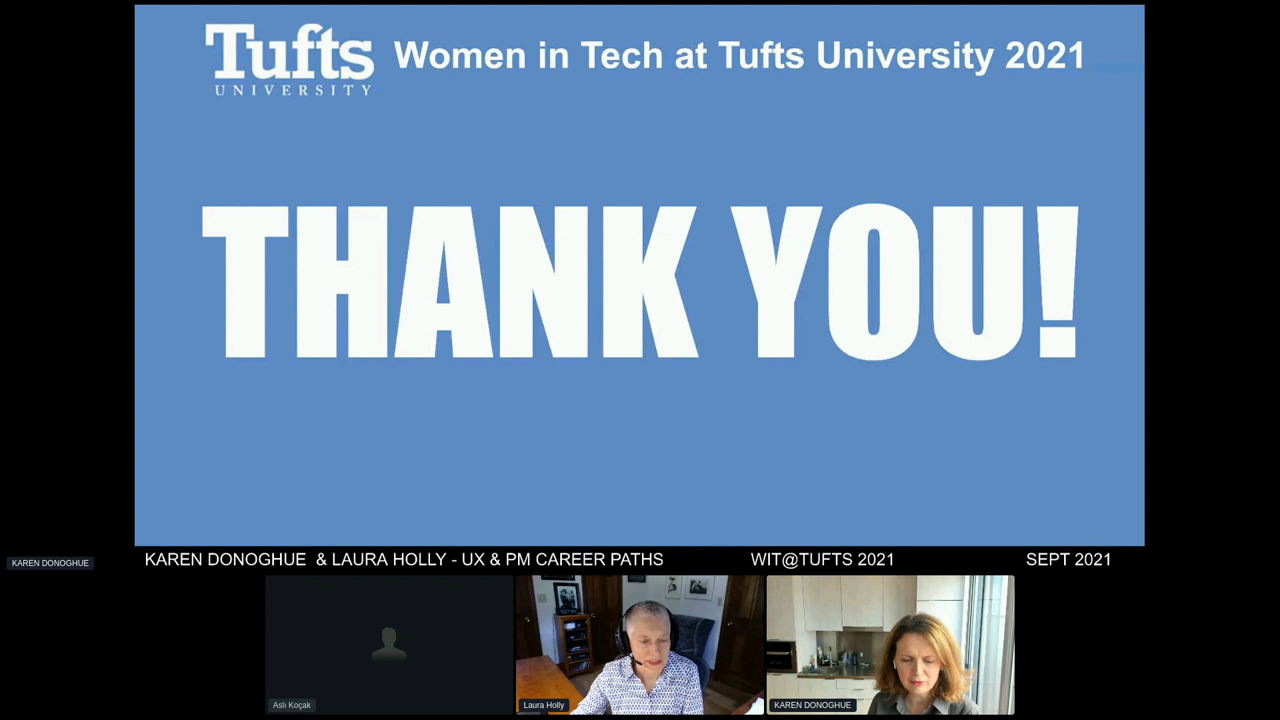 Tufts
UNIVERSITY
Women in Tech at Tufts University 2021
THANK YOU!
KAREN DONOGHUE
KAREN DONOGHUE & LAURA HOLLY - UX & PM CAREER PATHS
WIT@TUFTS 2021
SEPT 2021
Aslı Koçak
Laura Holly
KAREN DONOGHUE